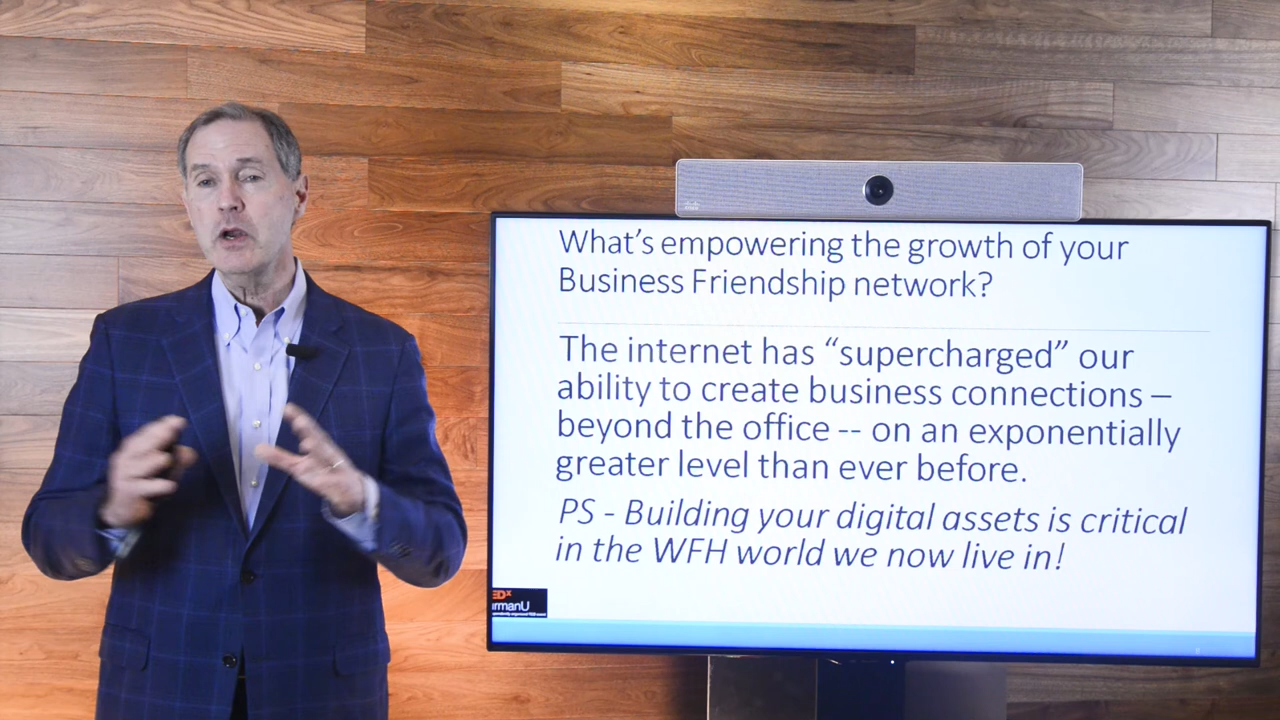 What's empowering the growth of your
Business Friendship network?
The internet has “supercharged” our
ability to create business connections –
beyond the office -- on an exponentially
greater level than ever before.
PS - Building your digital assets is critical
in the WFH world we now live in!
EDx
rmanU